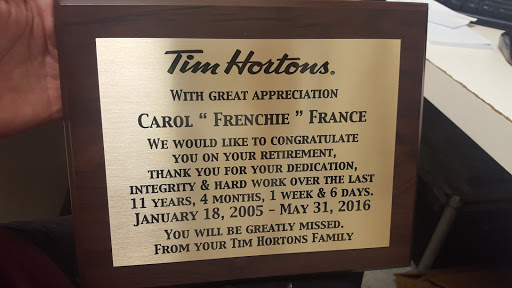 Tim Hortons.
WITH GREAT APPRECIATION
CAROL " FRENCHIE " FRANCE
WE WOULD LIKE TO CONGRATULATE
YOU ON YOUR RETIREMENT,
THANK YOU FOR YOUR DEDICATION,
INTEGRITY & HARD WORK OVER THE LAST
11 YEARS, 4 MONTHS, 1 WEEK & 6 DAYS.
JANUARY 18, 2005 – MAY 31, 2016
YOU WILL BE GREATLY MISSED.
FROM YOUR TIM HORTONS FAMILY